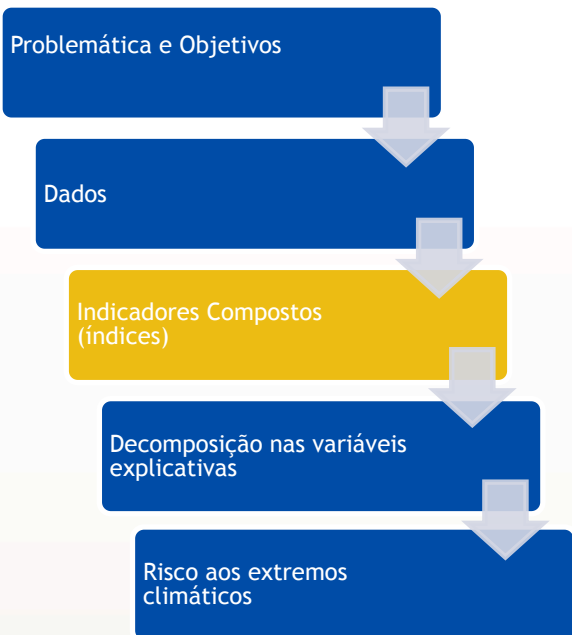 Problemática e Objetivos
Dados
Indicadores Compostos
(índices)
Decomposição nas variáveis
explicativas
Risco aos extremos
climáticos